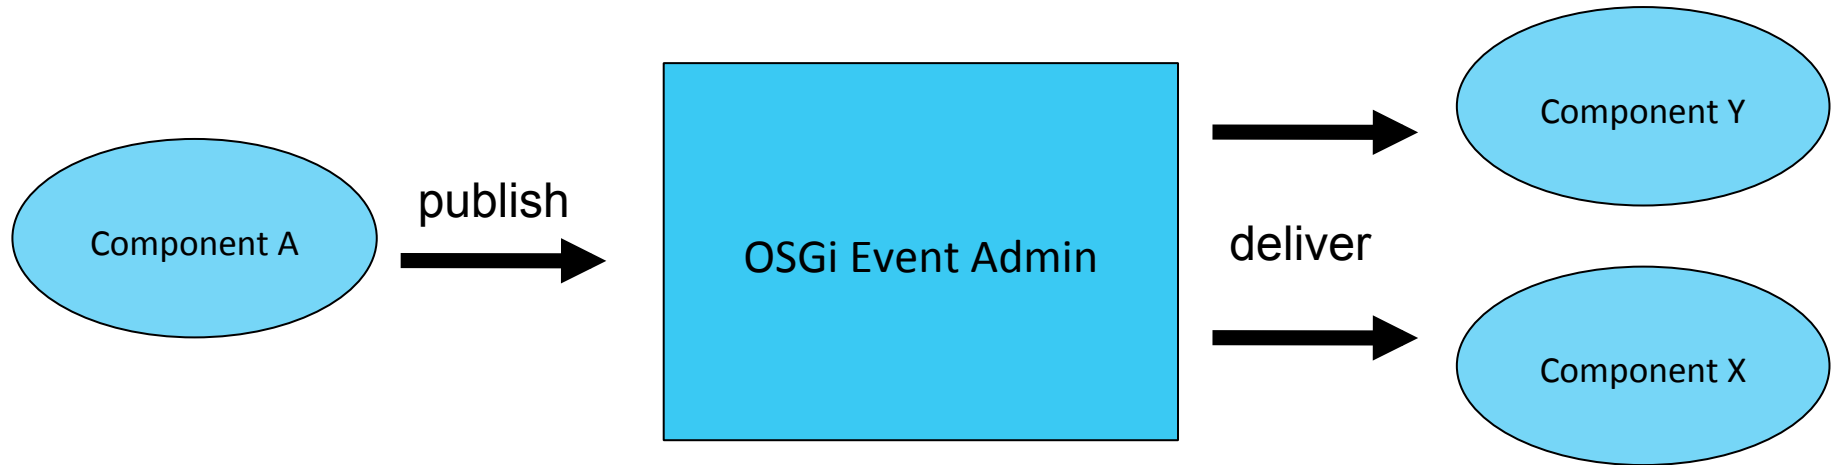 Component A
publish
OSGi Event Admin
deliver
Component Y
Component X